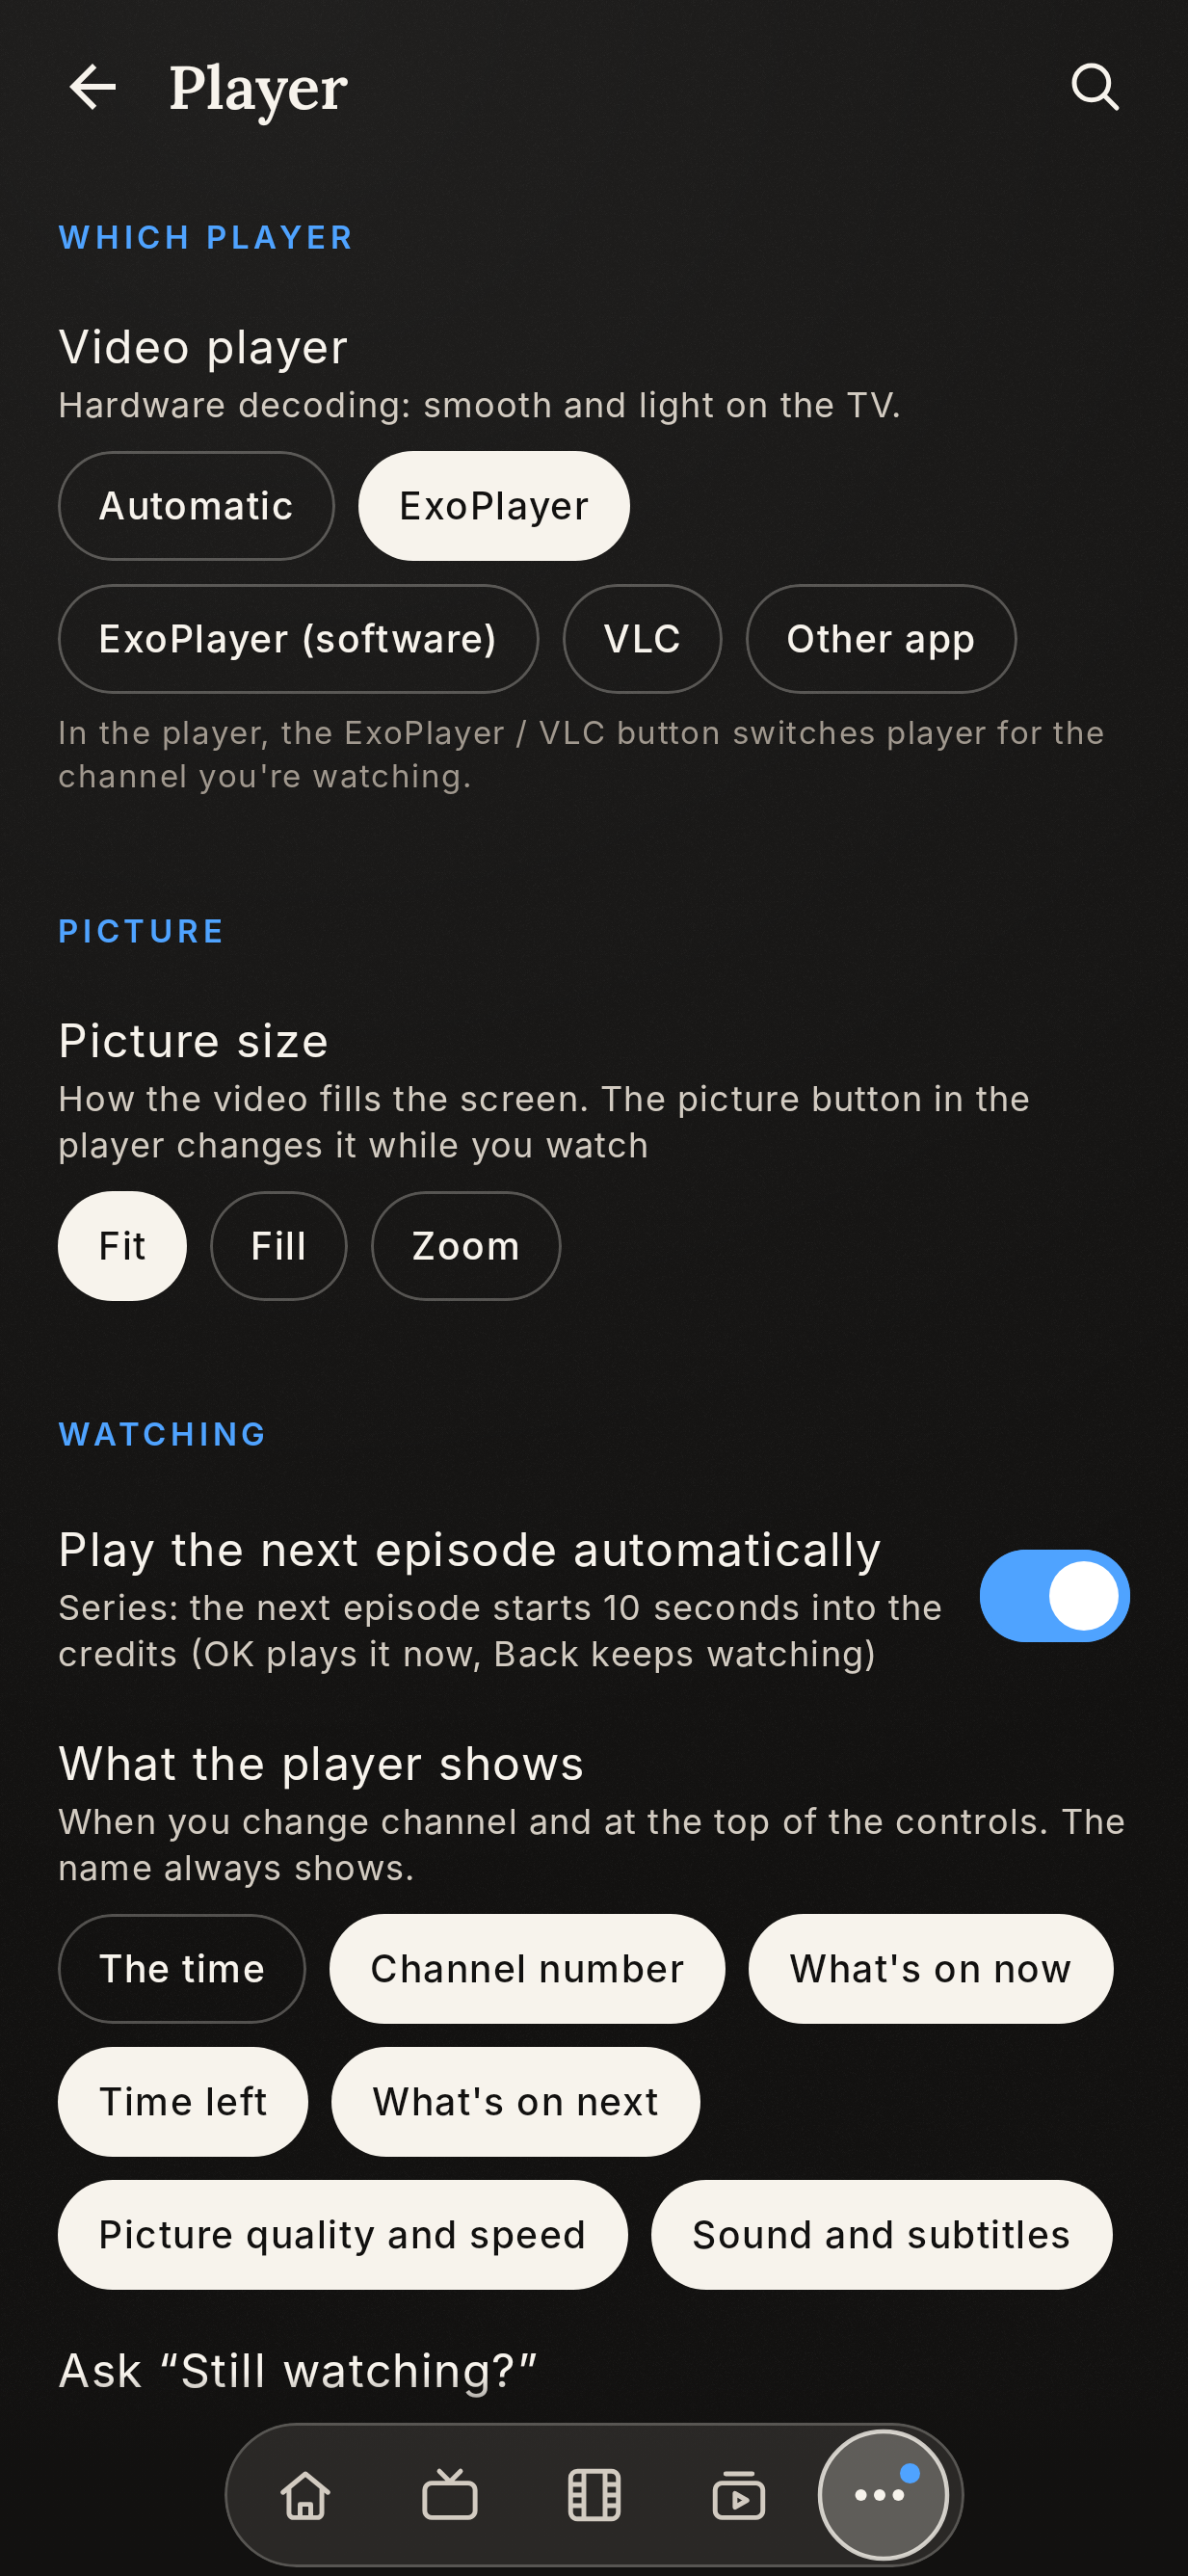 Player
WHICH PLAYER
Video player
Hardware decoding: smooth and light on the TV.
Automatic
ExoPlayer
ExoPlayer (software)
VLC
Other app
In the player, the ExoPlayer / VLC button switches player for the
channel you're watching.
PICTURE
Picture size
How the video fills the screen. The picture button in the
player changes it while you watch
Fit
Fill
Zoom
WATCHING
Play the next episode automatically
Series: the next episode starts 10 seconds into the
credits (OK plays it now, Back keeps watching)
What the player shows
When you change channel and at the top of the controls. The
name always shows.
The time
Channel number
What's on now
Time left
What's on next
Picture quality and speed
Sound and subtitles
Ask “Still watching?”